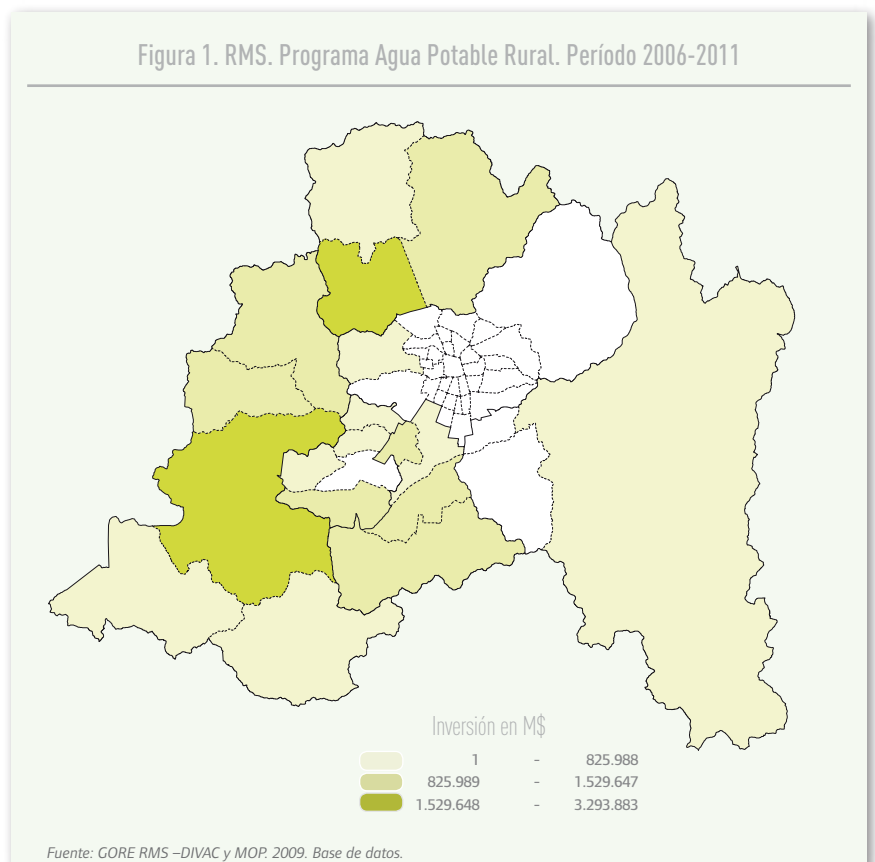 Figura 1. RMS. Programa Agua Potable Rural. Período 2006-2011
Inversión en M$
1 - 825.988
825.989 - 1.529.647
1.529.648 - 3.293.883
Fuente: GORE RMS –DIVAC y MOP. 2009. Base de datos.